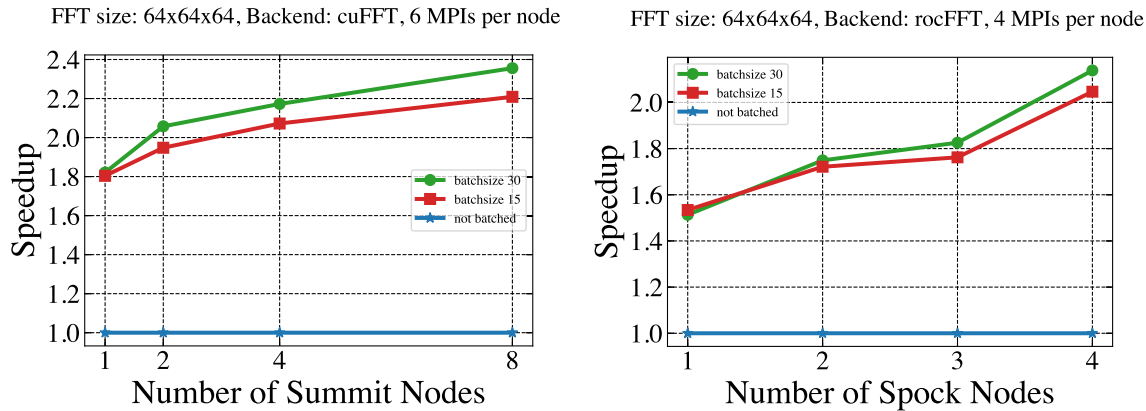 FFT size: 64x64x64, Backend: cuFFT, 6 MPIs per node
2.4
2.2
2.0
1.8
1.6
1.4
1.2
1.0
Speedup
batchsize 30
batchsize 15
not batched
1 2 4 8
Number of Summit Nodes
FFT size: 64x64x64, Backend: rocFFT, 4 MPIs per node
batchsize 30
batchsize 15
not batched
2.0
1.8
1.6
1.4
1.2
1.0
Speedup
1 2 3 4
Number of Spock Nodes